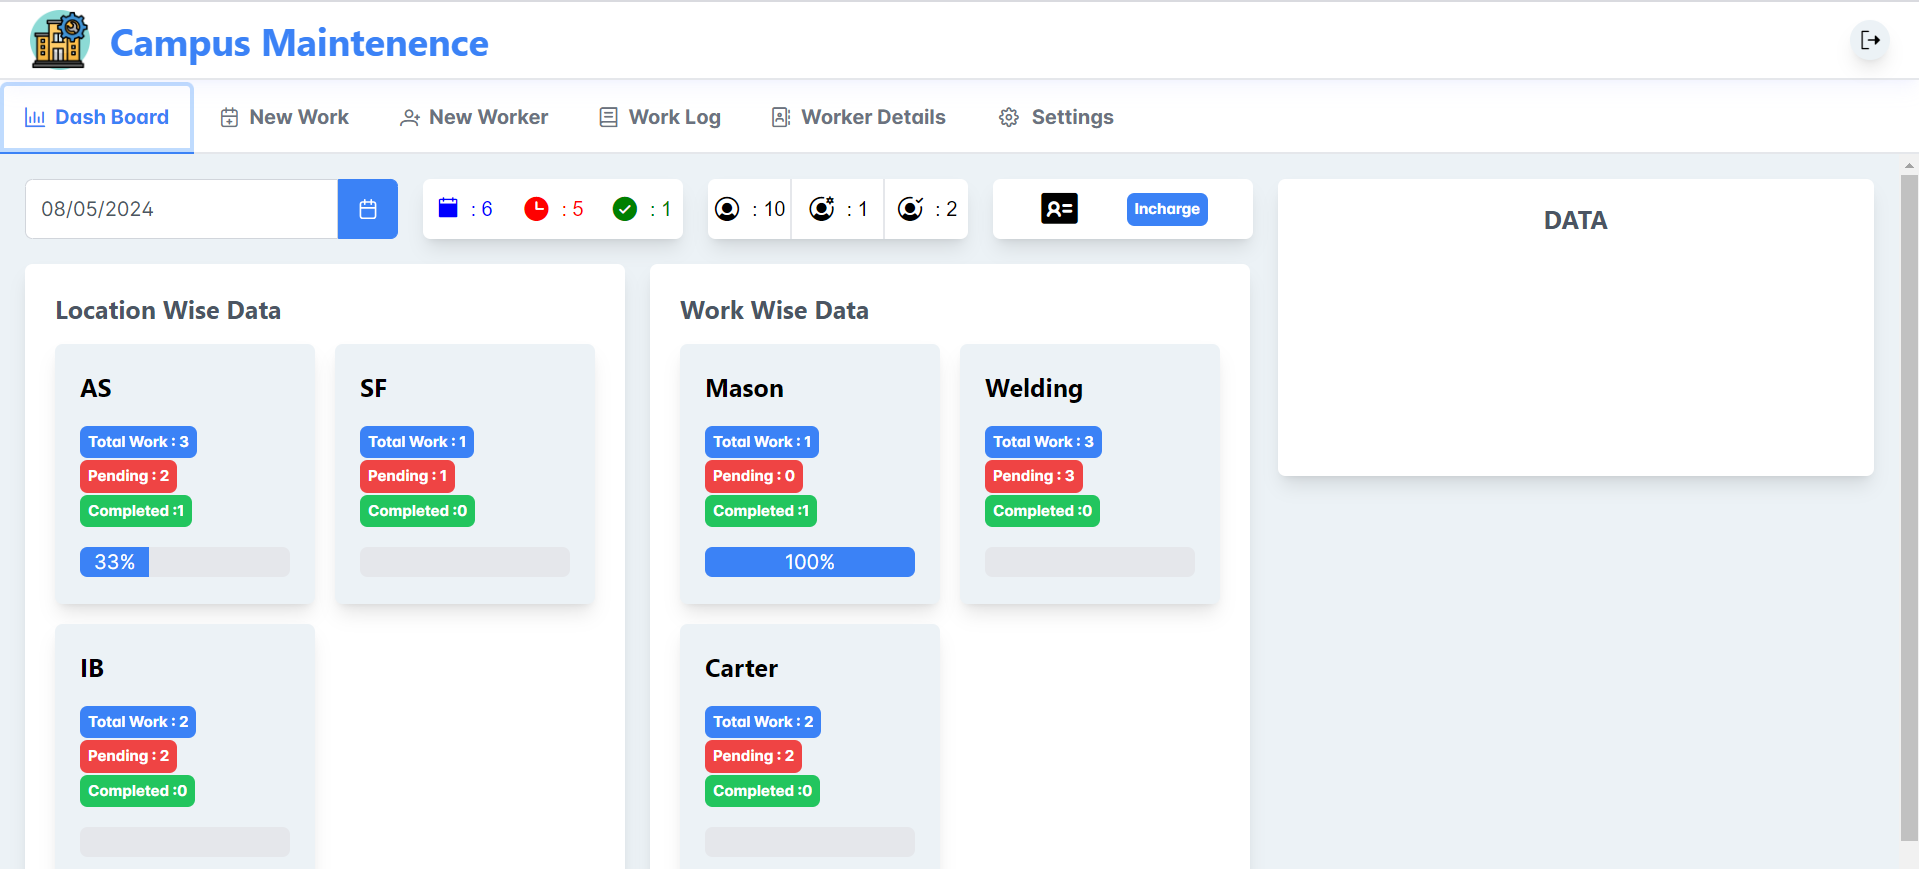 Campus Maintenence
Dash Board
New Work
New Worker
Work Log
Worker Details
Settings
08/05/2024
: 6
: 5
: 1
: 10
: 1
: 2
Incharge
DATA
Location Wise Data
AS
Total Work : 3
Pending : 2
Completed :1
33%
SF
Total Work : 1
Pending : 1
Completed :0
IB
Total Work : 2
Pending : 2
Completed :0
Work Wise Data
Mason
Total Work : 1
Pending : 0
Completed :1
100%
Welding
Total Work : 3
Pending : 3
Completed :0
Carter
Total Work : 2
Pending : 2
Completed :0